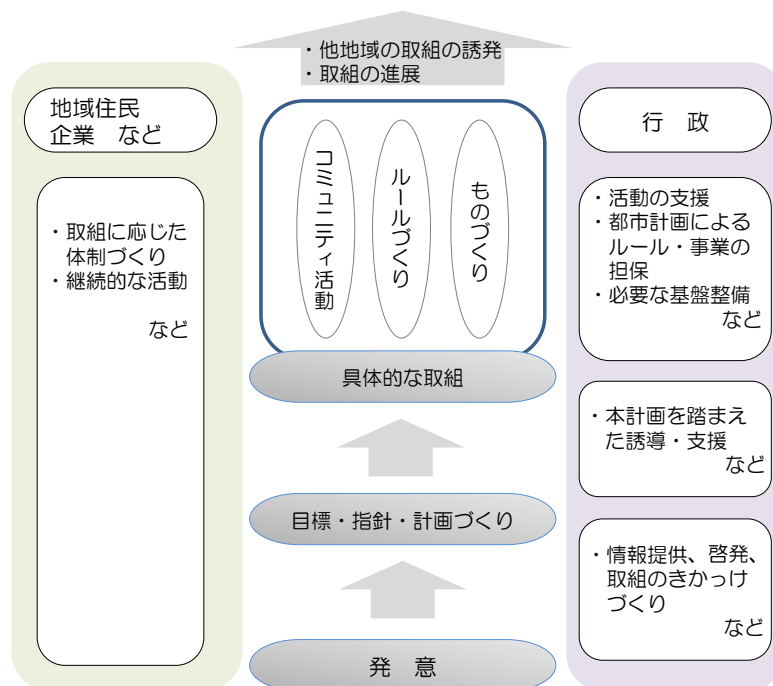 ・他地域の取組の誘発
・取組の進展
地域住民
企業　など
・取組に応じた
体制づくり
・継続的な活動
など
コミュニティ活動
ルールづくり
ものづくり
具体的な取組
目標・指針・計画づくり
発　意
行　政
・活動の支援
・都市計画による
ルール・事業の
担保
・必要な基盤整備
など
・本計画を踏まえ
た誘導・支援
など
・情報提供、啓発、
取組のきかっけ
づくり
など